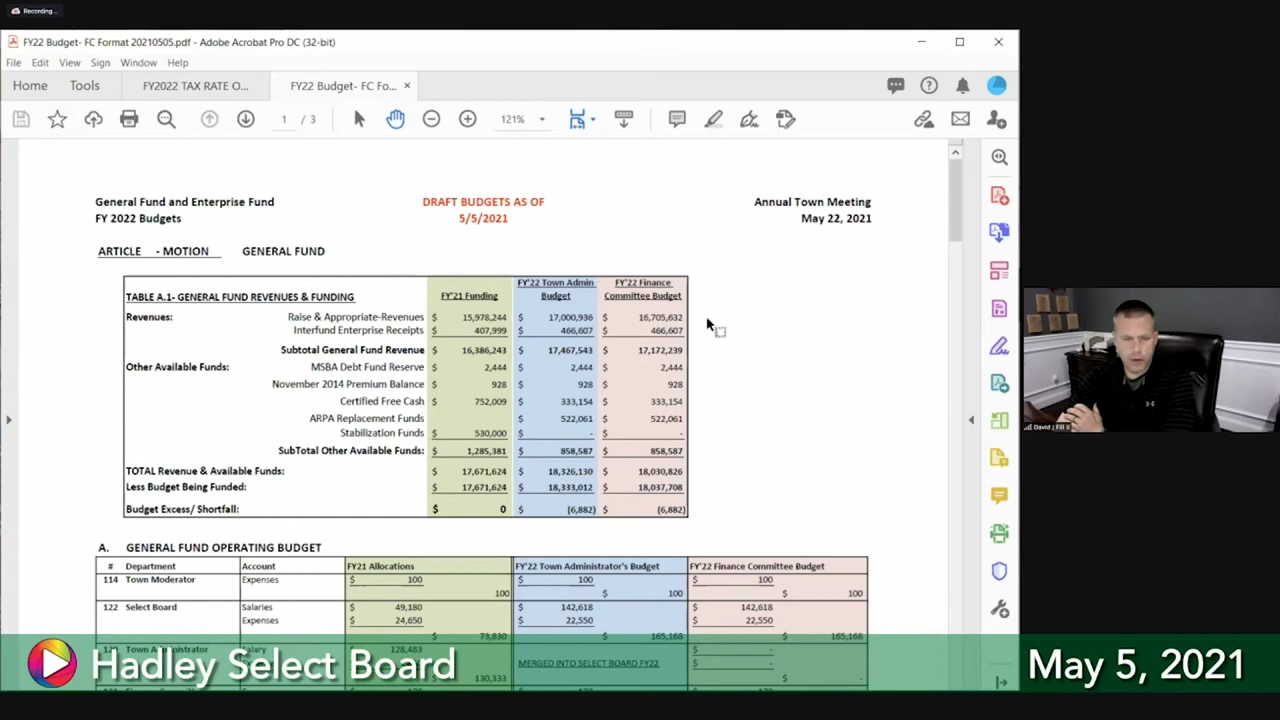 Recording...
FY22 Budget- FC Format 20210505.pdf - Adobe Acrobat Pro DC (32-bit)
File Edit View Sign Window Help
Home Tools FY2022 TAX RATE O... FY22 Budget- FC Fo... ×
1 / 3 121%
General Fund and Enterprise Fund DRAFT BUDGETS AS OF Annual Town Meeting
FY 2022 Budgets 5/5/2021 May 22, 2021
ARTICLE - MOTION GENERAL FUND
FY'22 Town Admin FY'22 Finance
TABLE A.1- GENERAL FUND REVENUES & FUNDING FY'21 Funding Budget Committee Budget
Revenues: Raise & Appropriate-Revenues $ 15,978,244 $ 17,000,936 $ 16,705,632
Interfund Enterprise Receipts $ 407,999 $ 466,607 $ 466,607
Subtotal General Fund Revenue $ 16,386,243 $ 17,467,543 $ 17,172,239
Other Available Funds: MSBA Debt Fund Reserve $ 2,444 $ 2,444 $ 2,444
November 2014 Premium Balance $ 928 $ 928 $ 928
Certified Free Cash $ 752,009 $ 333,154 $ 333,154
ARPA Replacement Funds $ 522,061 $ 522,061
Stabilization Funds $ 530,000 $ - $ -
SubTotal Other Available Funds: $ 1,285,381 $ 858,587 $ 858,587
TOTAL Revenue & Available Funds: $ 17,671,624 $ 18,326,130 $ 18,030,826
Less Budget Being Funded: $ 17,671,624 $ 18,333,012 $ 18,037,708
Budget Excess/ Shortfall: $ 0 $ (6,882) $ (6,882)
A. GENERAL FUND OPERATING BUDGET
# Department Account FY21 Allocations FY'22 Town Administrator's Budget FY'22 Finance Committee Budget
114 Town Moderator Expenses $ 100 $ 100 $ 100
100 $ 100 $ 100
122 Select Board Salaries $ 49,180 $ 142,618 $ 142,618
Expenses $ 24,650 $ 22,550 $ 22,550
$ 73,830 $ 165,168 $ 165,168
Salary 128,483 $ -
MERGED INTO SELECT BOARD FY22 $ -
$ 130,333 $ -
David J Fill II
Hadley Select Board May 5, 2021